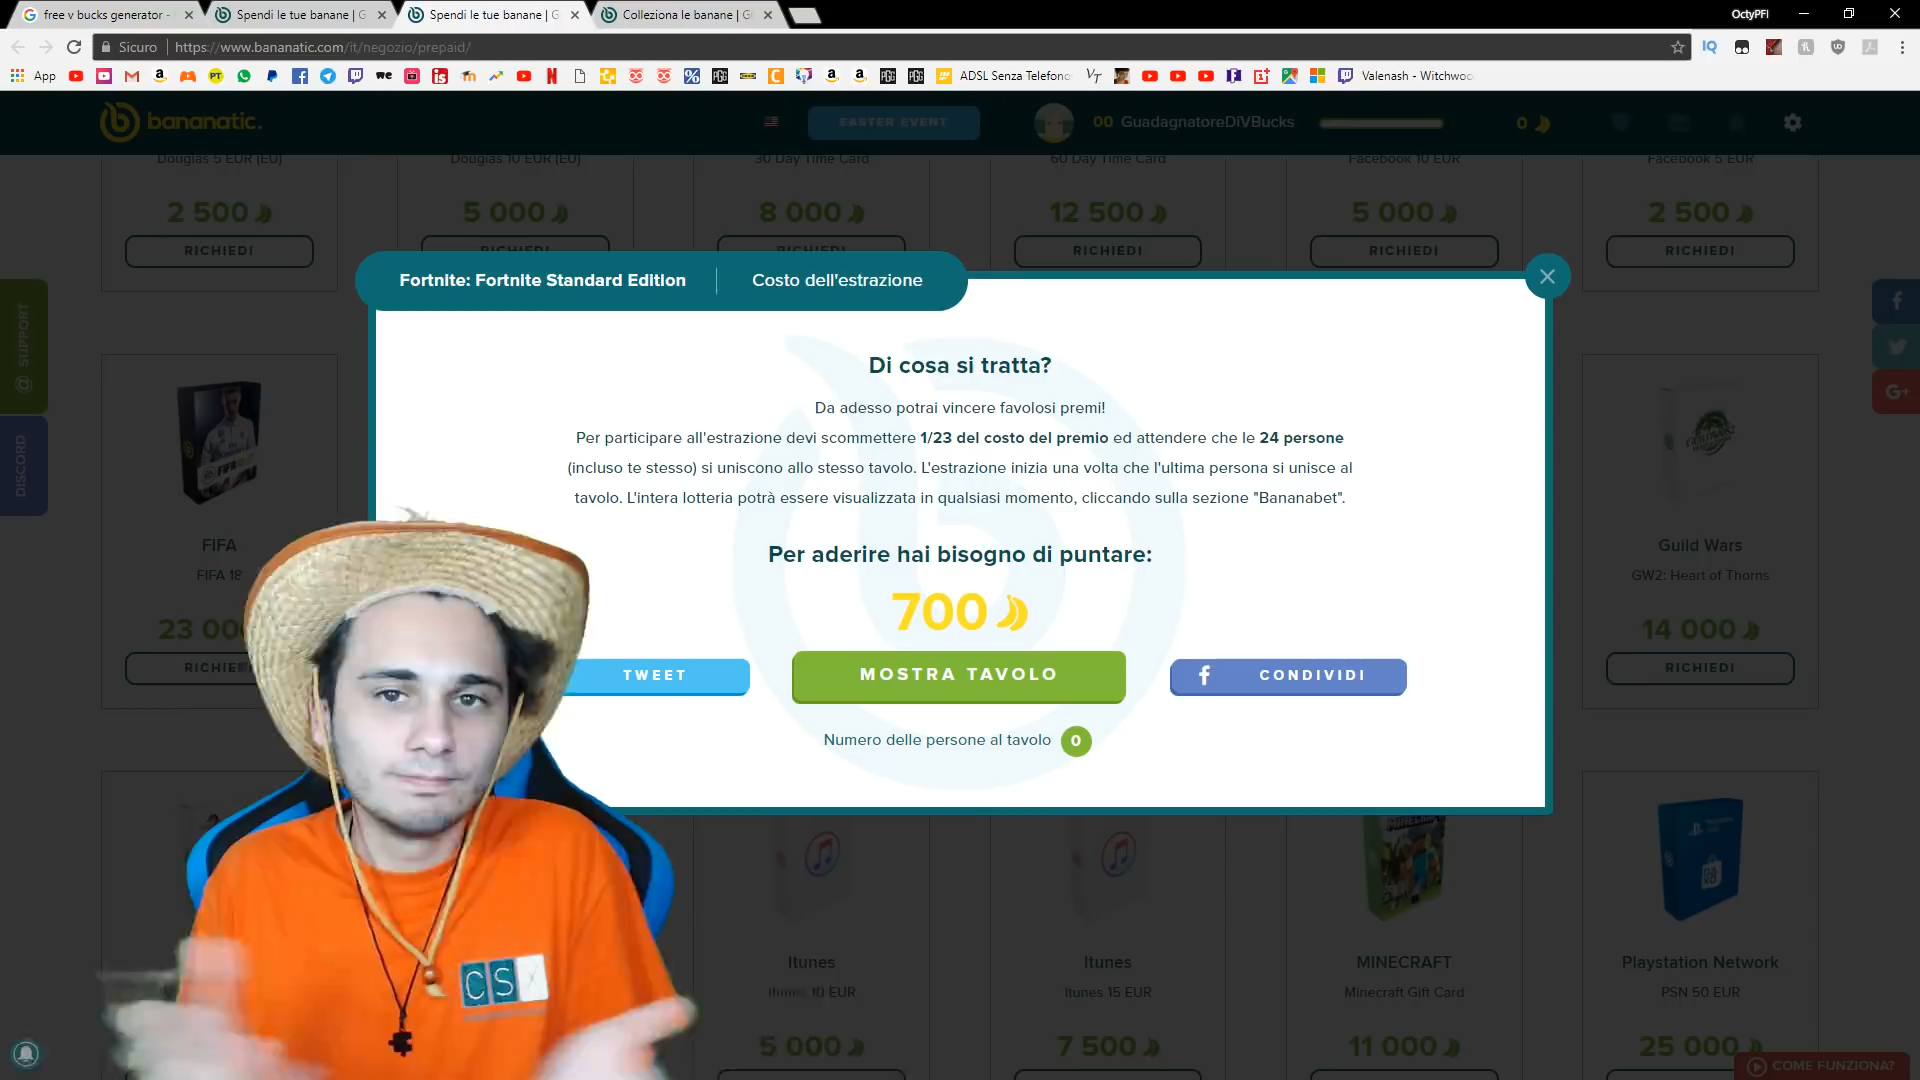 free v bucks generator -
Spendi le tue banane | G
Spendi le tue banane | G
Colleziona le banane | G
OctyPFI
Sicuro
https://www.bananatic.com/it/negozio/prepaid/
App
ADSL Senza Telefono
Valenash - Witchwoo
bananatic.
EASTER EVENT
00 GuadagnatoreDiVBucks
0
Douglas 5 EUR (EU)
Douglas 10 EUR (EU)
30 Day Time Card
60 Day Time Card
Facebook 10 EUR
Facebook 5 EUR
2 500
5 000
8 000
12 500
5 000
2 500
RICHIEDI
RICHIEDI
RICHIEDI
RICHIEDI
RICHIEDI
RICHIEDI
Fortnite: Fortnite Standard Edition
Costo dell'estrazione
@ SUPPORT
DISCORD
Di cosa si tratta?
Da adesso potrai vincere favolosi premi!
Per participare all'estrazione devi scommettere 1/23 del costo del premio ed attendere che le 24 persone
(incluso te stesso) si uniscono allo stesso tavolo. L'estrazione inizia una volta che l'ultima persona si unisce al
tavolo. L'intera lotteria potrà essere visualizzata in qualsiasi momento, cliccando sulla sezione "Bananabet".
Per aderire hai bisogno di puntare:
700
TWEET
MOSTRA TAVOLO
CONDIVIDI
Numero delle persone al tavolo 0
FIFA
FIFA 18
23 00
RICHIEDI
Guild Wars
GW2: Heart of Thorns
14 000
RICHIEDI
CSX
Itunes
Itunes 10 EUR
5 000
Itunes
Itunes 15 EUR
7 500
MINECRAFT
Minecraft Gift Card
11 000
Playstation Network
PSN 50 EUR
25 000
COME FUNZIONA?